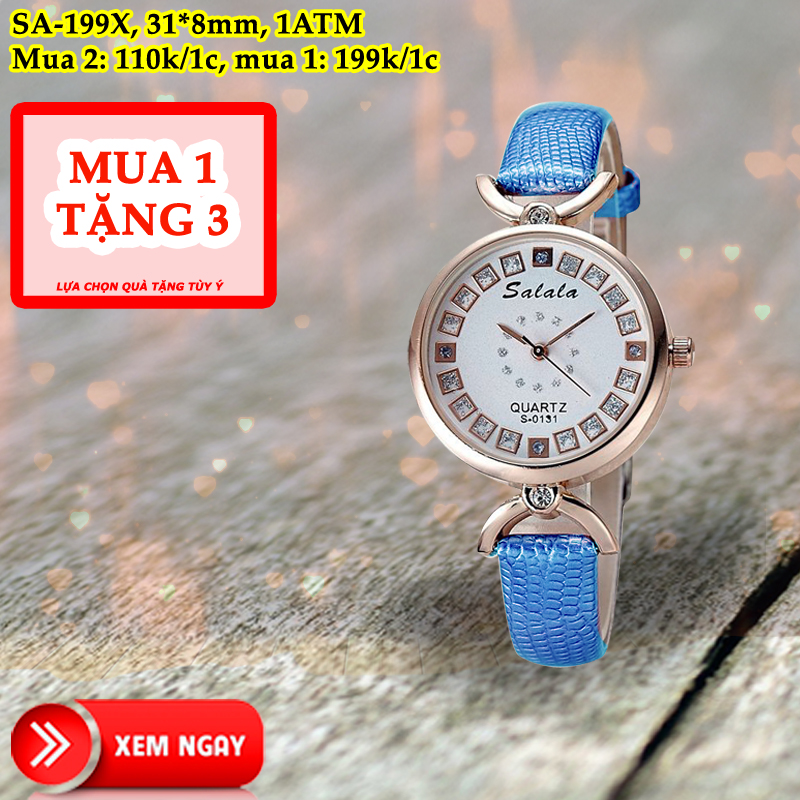 SA-199X, 31*8mm, 1ATM
Mua 2: 110k/1c, mua 1: 199k/1c
MUA 1
TẶNG 3
LỰA CHỌN QUÀ TẶNG TÙY Ý
Salala
QUARTZ
S-0131
XEM NGAY